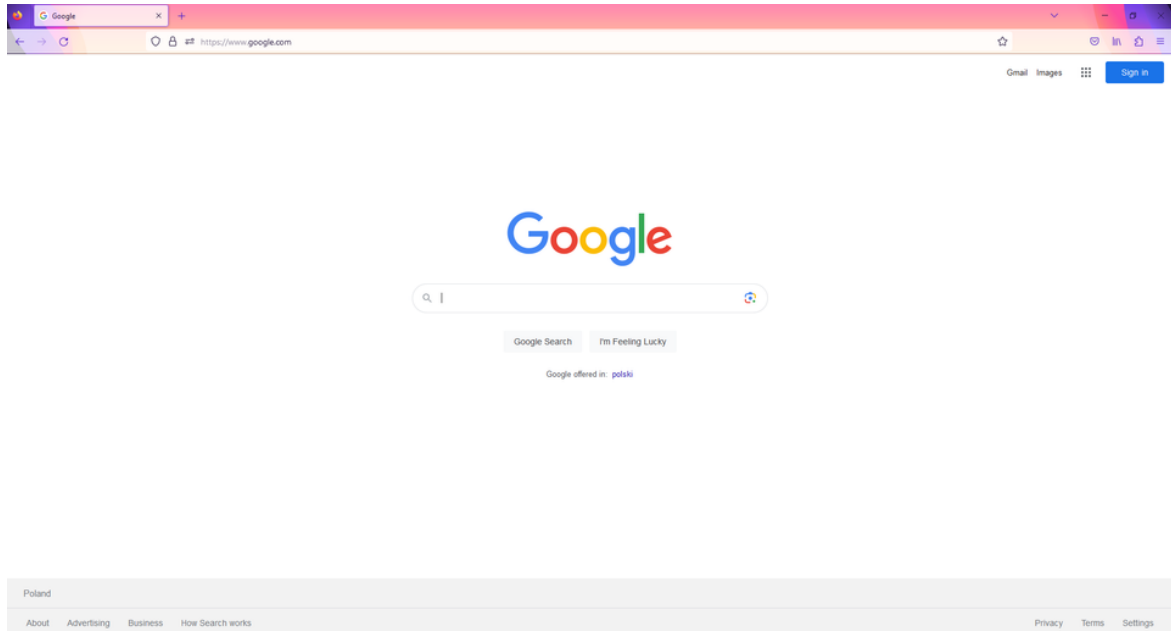 Google
https://www.google.com
Gmail Images
Sign in
Google
Google Search I'm Feeling Lucky
Google offered in: polski
Poland
About Advertising Business How Search works
Privacy Terms Settings